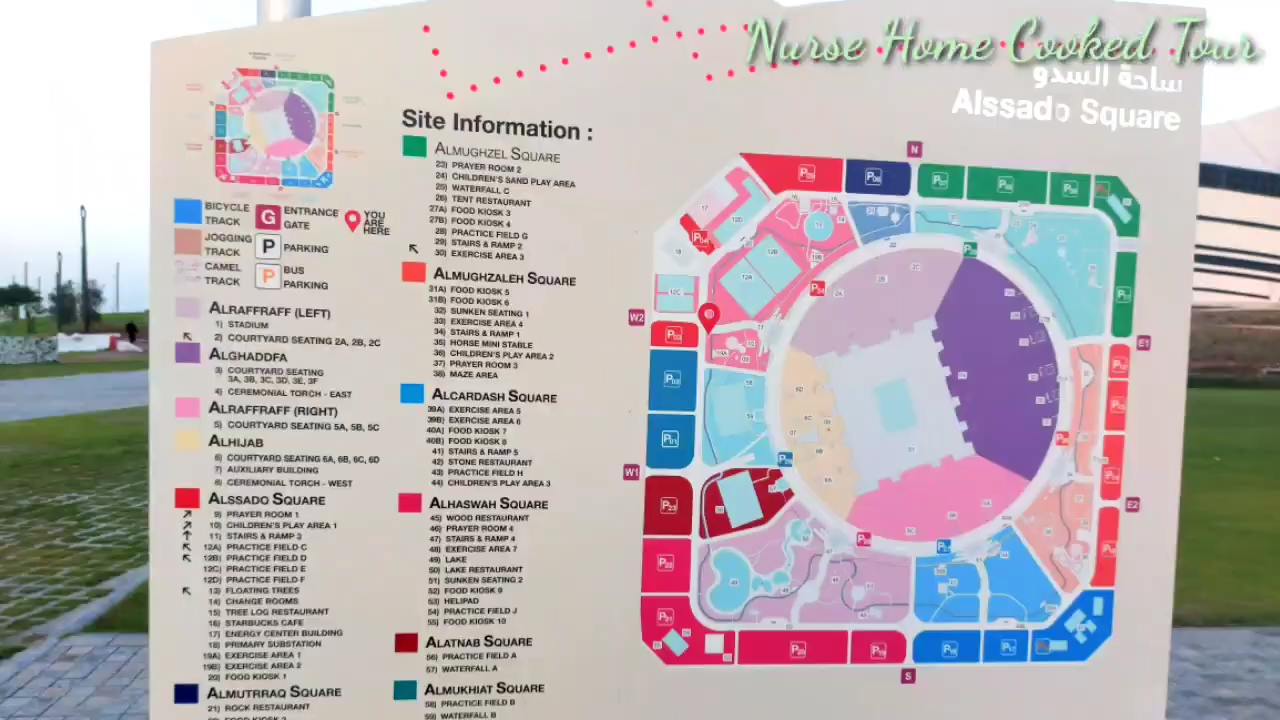 Nurse Home Cooked Tour
ساحة السدو
Alssado Square
Site Information :
BICYCLE TRACK
G ENTRANCE GATE
YOU ARE HERE
JOGGING TRACK
P PARKING
CAMEL TRACK
P BUS PARKING
ALRAFFRAFF (LEFT)
1) STADIUM
2) COURTYARD SEATING 2A, 2B, 2C
ALGHADDFA
3) COURTYARD SEATING
3A, 3B, 3C, 3D, 3E, 3F
4) CEREMONIAL TORCH - EAST
ALRAFFRAFF (RIGHT)
5) COURTYARD SEATING 5A, 5B, 5C
ALHIJAB
6) COURTYARD SEATING 6A, 6B, 6C, 6D
7) AUXILIARY BUILDING
8) CEREMONIAL TORCH - WEST
ALSSADO SQUARE
9) PRAYER ROOM 1
10) CHILDREN'S PLAY AREA 1
11) STAIRS & RAMP 3
12A) PRACTICE FIELD C
12B) PRACTICE FIELD D
12C) PRACTICE FIELD E
12D) PRACTICE FIELD F
13) FLOATING TREES
14) CHANGE ROOMS
15) TREE LOG RESTAURANT
16) STARBUCKS CAFE
17) ENERGY CENTER BUILDING
18) PRIMARY SUBSTATION
19A) EXERCISE AREA 1
19B) EXERCISE AREA 2
20) FOOD KIOSK 1
ALMUTRRAQ SQUARE
21) ROCK RESTAURANT
ALMUGHZEL SQUARE
23) PRAYER ROOM 2
24) CHILDREN'S SAND PLAY AREA
25) WATERFALL C
26) TENT RESTAURANT
27A) FOOD KIOSK 3
27B) FOOD KIOSK 4
28) PRACTICE FIELD G
29) STAIRS & RAMP 2
30) EXERCISE AREA 3
ALMUGHZALEH SQUARE
31A) FOOD KIOSK 5
31B) FOOD KIOSK 6
32) SUNKEN SEATING 1
33) EXERCISE AREA 4
34) STAIRS & RAMP 1
35) HORSE MINI STABLE
36) CHILDREN'S PLAY AREA 2
37) PRAYER ROOM 3
38) MAZE AREA
ALCARDASH SQUARE
39A) EXERCISE AREA 5
39B) EXERCISE AREA 6
40A) FOOD KIOSK 7
40B) FOOD KIOSK 8
41) STAIRS & RAMP 5
42) STONE RESTAURANT
43) PRACTICE FIELD H
44) CHILDREN'S PLAY AREA 3
ALHASWAH SQUARE
45) WOOD RESTAURANT
46) PRAYER ROOM 4
47) STAIRS & RAMP 4
48) EXERCISE AREA 7
49) LAKE
50) LAKE RESTAURANT
51) SUNKEN SEATING 2
52) FOOD KIOSK 9
53) HELIPAD
54) PRACTICE FIELD J
55) FOOD KIOSK 10
ALATNAB SQUARE
56) PRACTICE FIELD A
57) WATERFALL A
ALMUKHIAT SQUARE
58) PRACTICE FIELD B
59) WATERFALL B
N
W2
E1
W1
E2
S